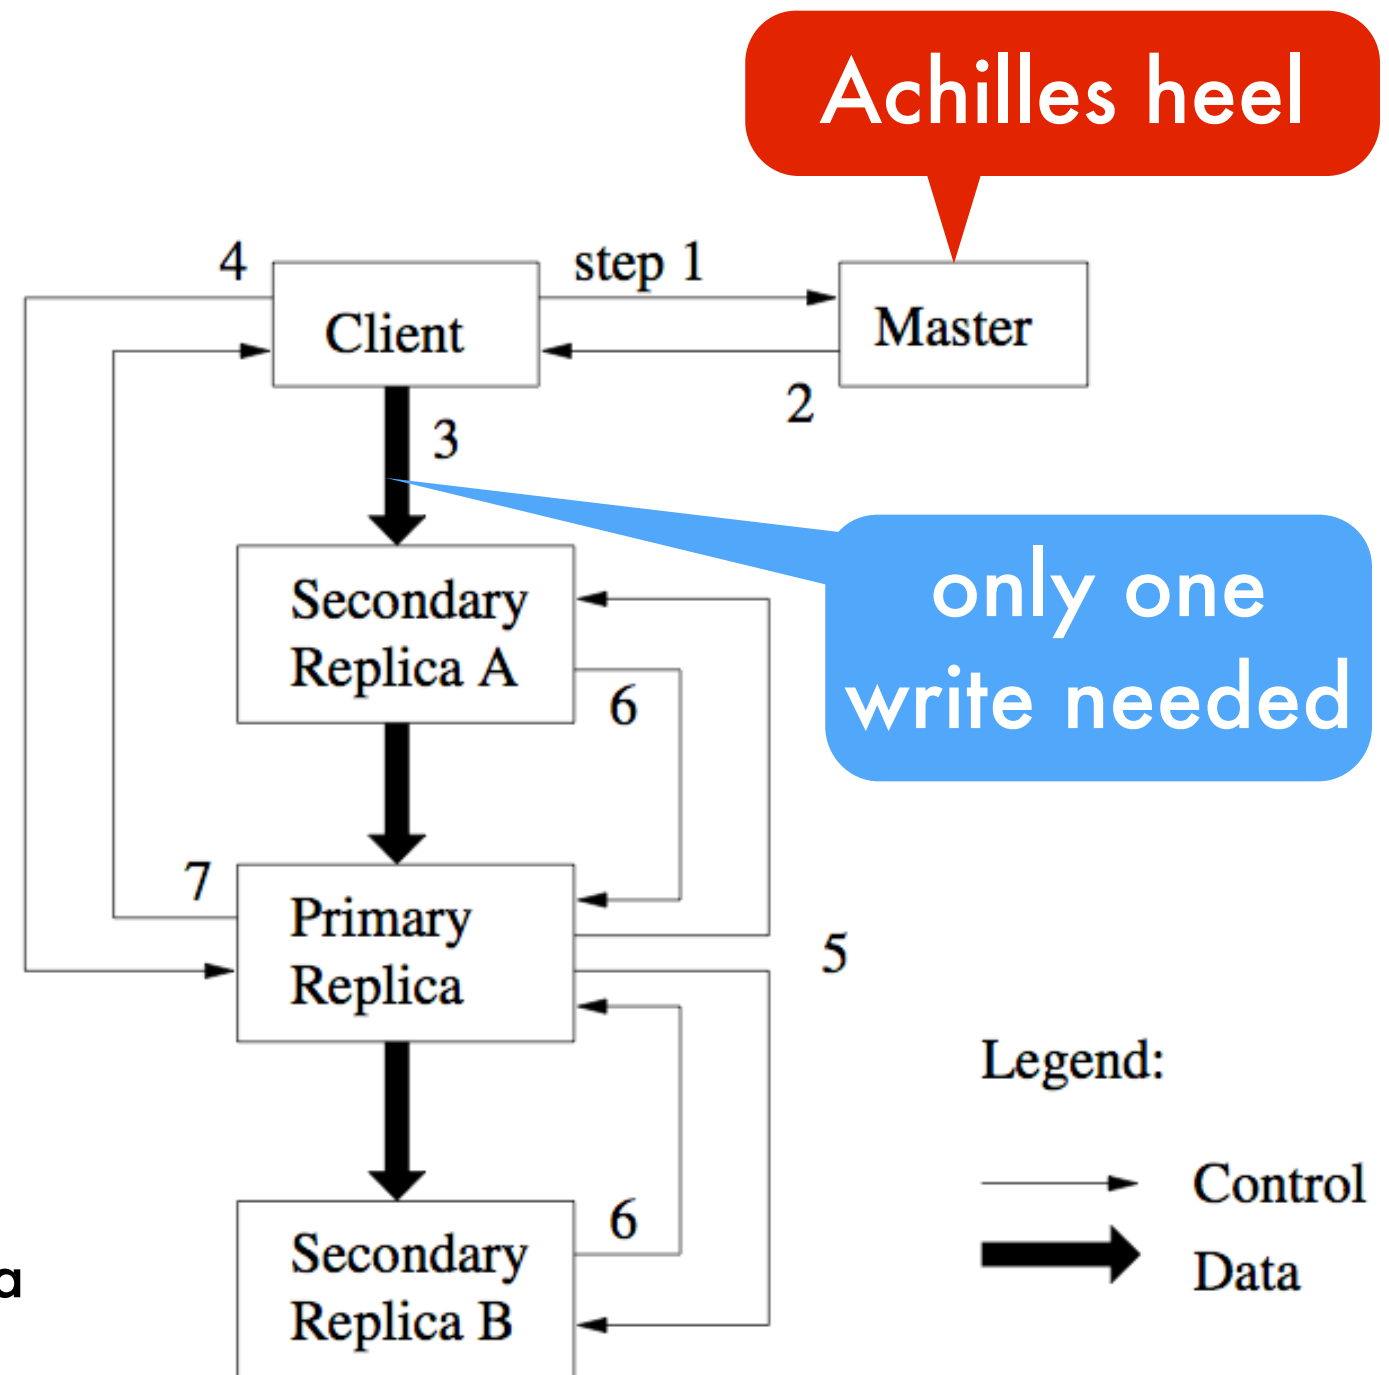 Achilles heel
4
step 1
Client
Master
2
3
only one
write needed
Secondary
Replica A
6
7
Primary
Replica
5
Legend:
Control
Data
6
Secondary
Replica B
a